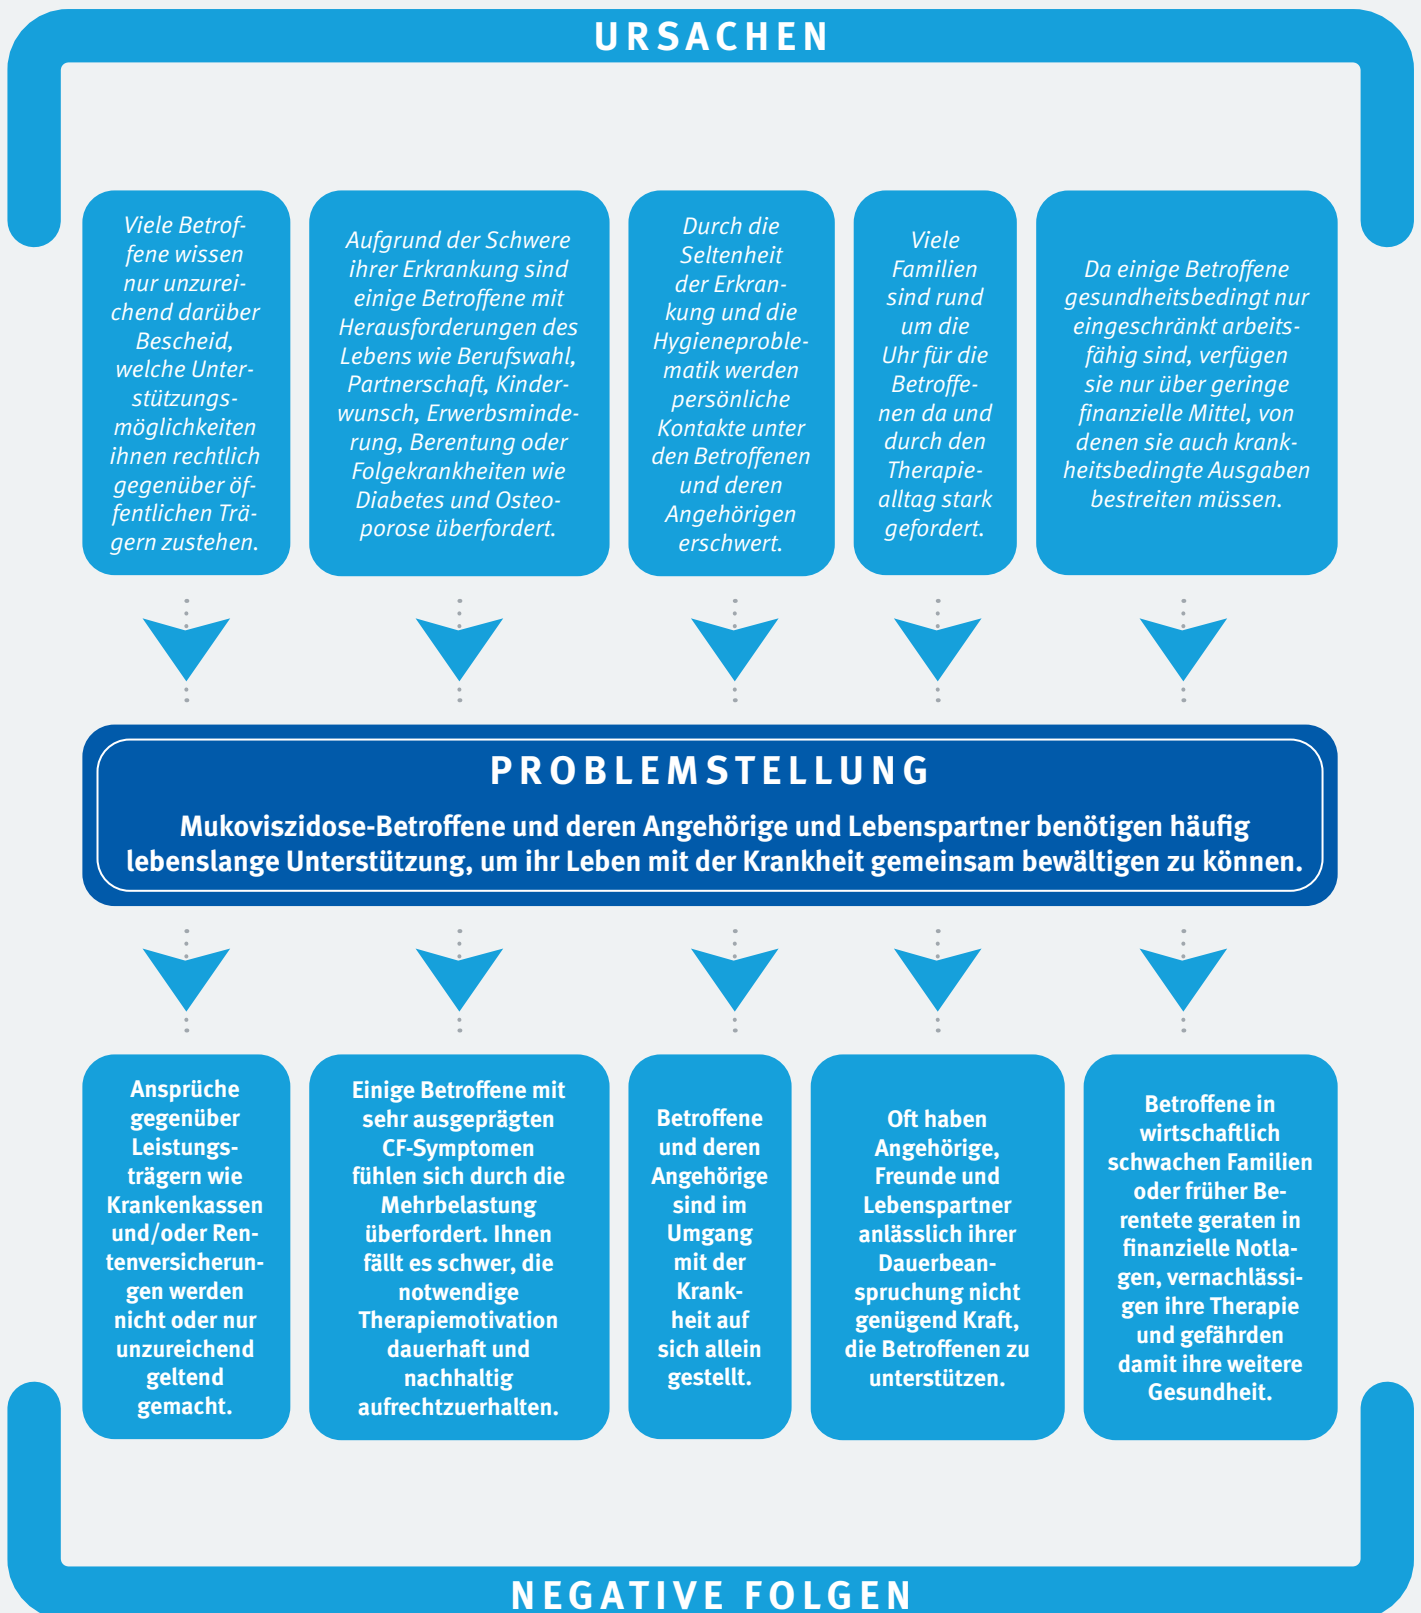 URSACHEN
Viele Betrof-
fene wissen
nur unzurei-
chend darüber
Bescheid,
welche Unter-
stützungs-
möglichkeiten
ihnen rechtlich
gegenüber öf-
fentlichen Trä-
gern zustehen.
Aufgrund der Schwere
ihrer Erkrankung sind
einige Betroffene mit
Herausforderungen des
Lebens wie Berufswahl,
Partnerschaft, Kinder-
wunsch, Erwerbsminde-
rung, Berentung oder
Folgekrankheiten wie
Diabetes und Osteo-
porose überfordert.
Durch die
Seltenheit
der Erkran-
kung und die
Hygieneproble-
matik werden
persönliche
Kontakte unter
den Betroffenen
und deren
Angehörigen
erschwert.
Viele
Familien
sind rund
um die
Uhr für die
Betroffe-
nen da und
durch den
Therapie-
alltag stark
gefordert.
Da einige Betroffene
gesundheitsbedingt nur
eingeschränkt arbeits-
fähig sind, verfügen
sie nur über geringe
finanzielle Mittel, von
denen sie auch krank-
heitsbedingte Ausgaben
bestreiten müssen.
PROBLEMSTELLUNG
Mukoviszidose-Betroffene und deren Angehörige und Lebenspartner benötigen häufig
lebenslange Unterstützung, um ihr Leben mit der Krankheit gemeinsam bewältigen zu können.
Ansprüche
gegenüber
Leistungs-
trägern wie
Krankenkassen
und/oder Ren-
tenversicherun-
gen werden
nicht oder nur
unzureichend
geltend
gemacht.
Einige Betroffene mit
sehr ausgeprägten
CF-Symptomen
fühlen sich durch die
Mehrbelastung
überfordert. Ihnen
fällt es schwer, die
notwendige
Therapiemotivation
dauerhaft und
nachhaltig
aufrechtzuerhalten.
Betroffene
und deren
Angehörige
sind im
Umgang
mit der
Krank-
heit auf
sich allein
gestellt.
Oft haben
Angehörige,
Freunde und
Lebenspartner
anlässlich ihrer
Dauerbean-
spruchung nicht
genügend Kraft,
die Betroffenen zu
unterstützen.
Betroffene in
wirtschaftlich
schwachen Familien
oder früher Be-
rentete geraten in
finanzielle Notla-
gen, vernachlässi-
gen ihre Therapie
und gefährden
damit ihre weitere
Gesundheit.
NEGATIVE FOLGEN